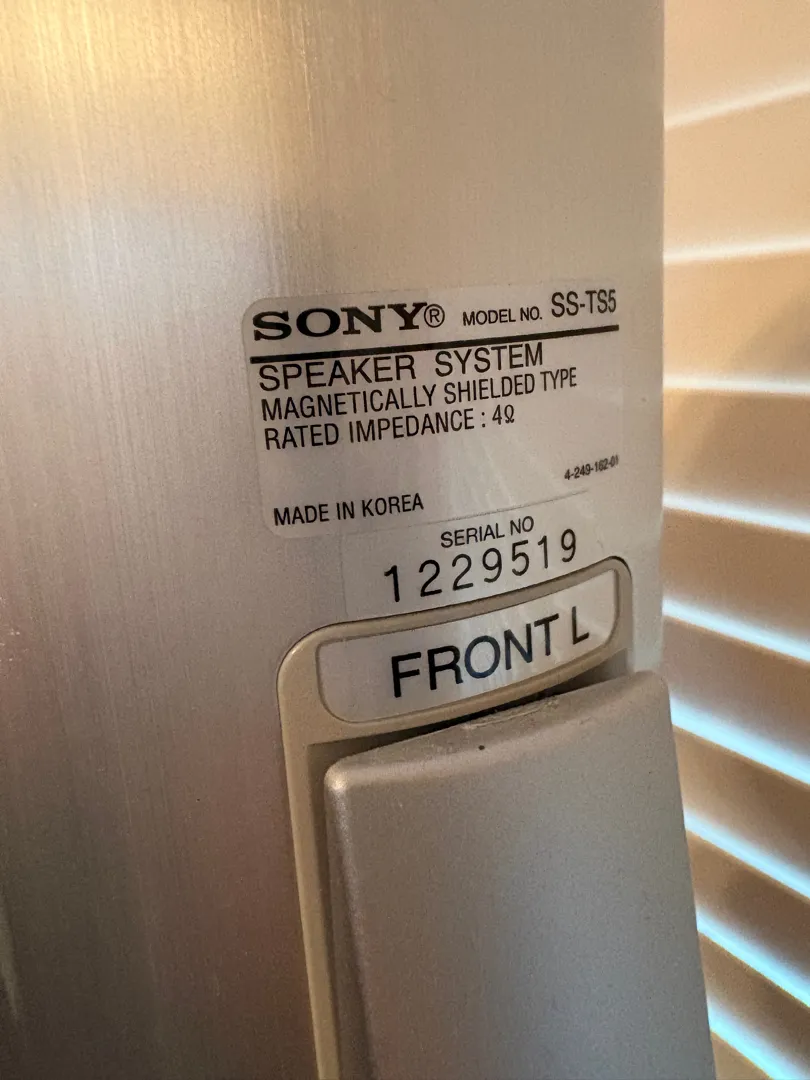 SONY® MODEL NO. SS-TS5
SPEAKER SYSTEM
MAGNETICALLY SHIELDED TYPE
RATED IMPEDANCE : 4Ω
4-249-162-01
MADE IN KOREA
SERIAL NO
1229519
FRONT L